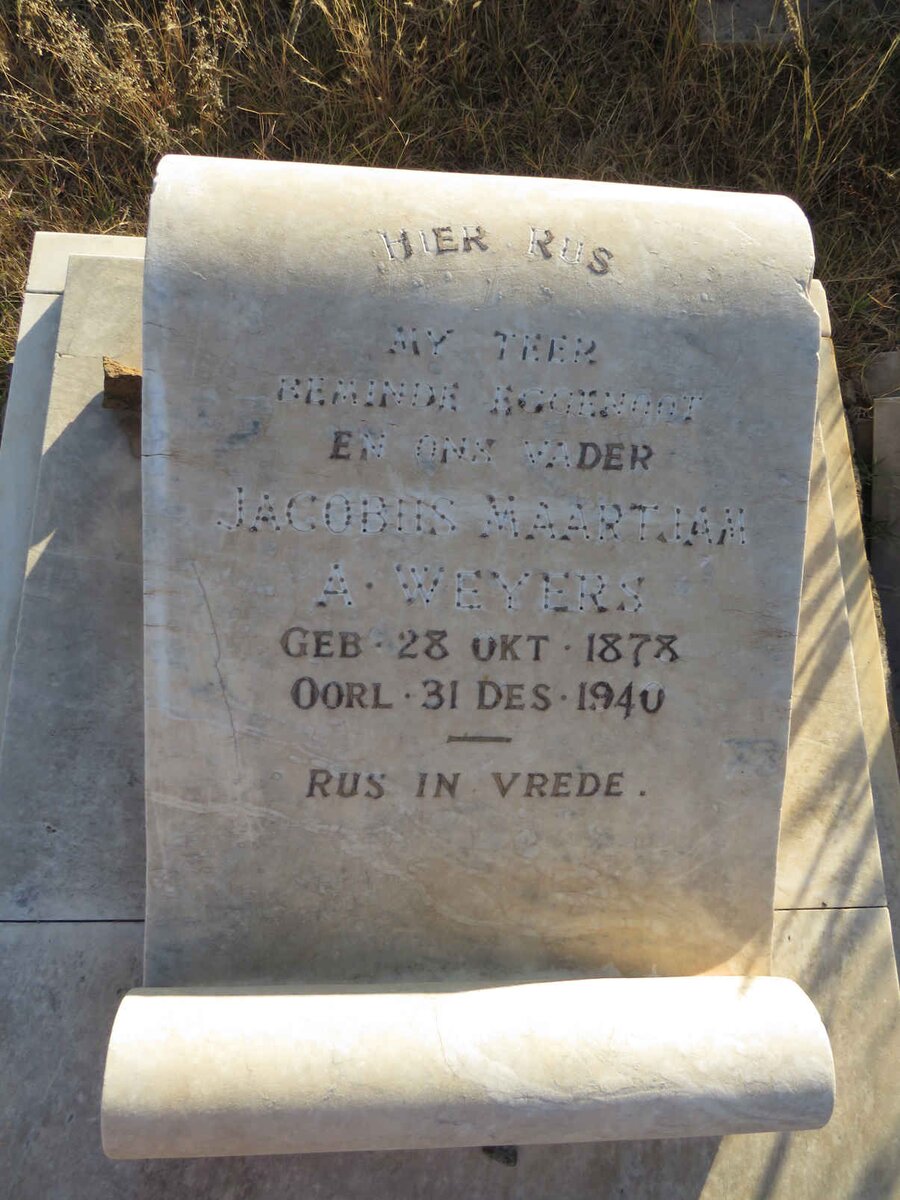 HIER RUS
MY TEER
BEMINDE EGGENOOT
EN ONS VADER
JACOBUS MAARTJAM
A. WEYERS
GEB · 28 OKT · 1878
OORL · 31 DES · 1940
RUS IN VREDE.